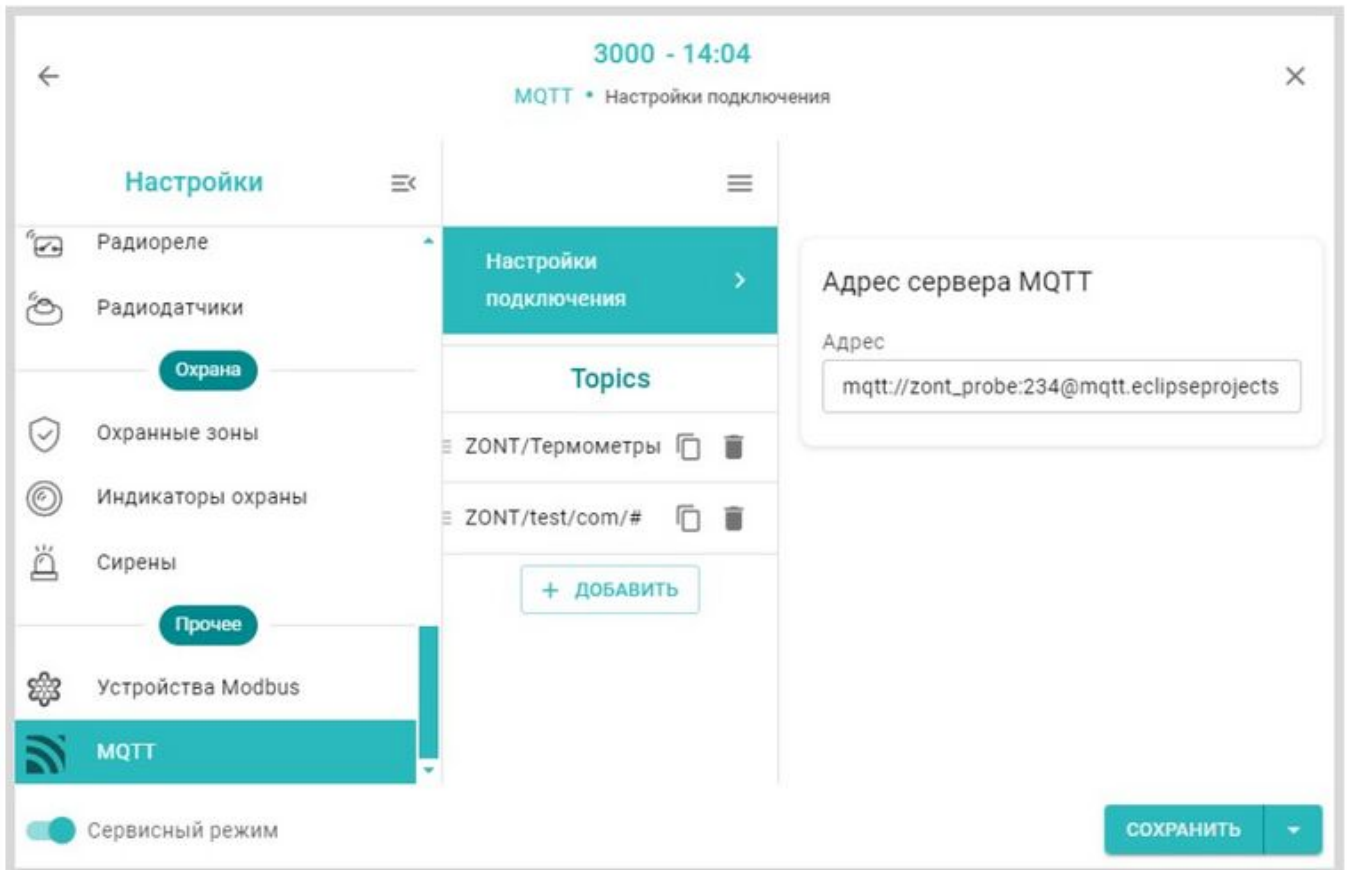 3000 - 14:04
MQTT • Настройки подключения
Настройки
Радиореле
Радиодатчики
Охрана
Охранные зоны
Индикаторы охраны
Сирены
Прочее
Устройства Modbus
MQTT
Настройки
подключения
Topics
ZONT/Термометры
ZONT/test/com/#
+ ДОБАВИТЬ
Адрес сервера MQTT
Адрес
mqtt://zont_probe:234@mqtt.eclipseprojects
Сервисный режим
СОХРАНИТЬ